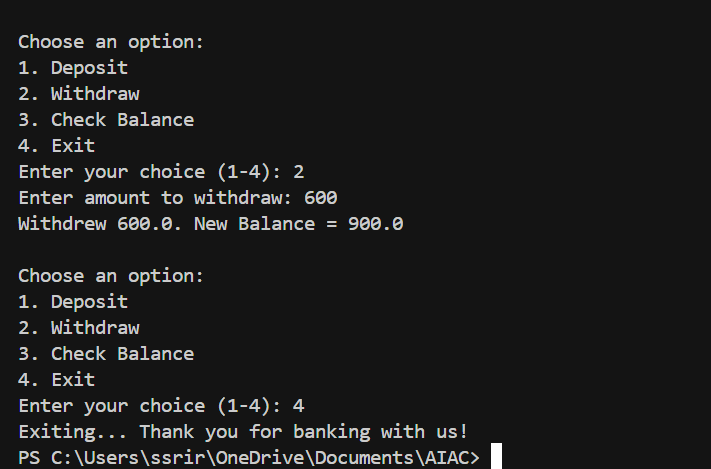 Choose an option:
1. Deposit
2. Withdraw
3. Check Balance
4. Exit
Enter your choice (1-4): 2
Enter amount to withdraw: 600
Withdrew 600.0. New Balance = 900.0
Choose an option:
1. Deposit
2. Withdraw
3. Check Balance
4. Exit
Enter your choice (1-4): 4
Exiting... Thank you for banking with us!
PS C:\Users\ssrir\OneDrive\Documents\AIAC>